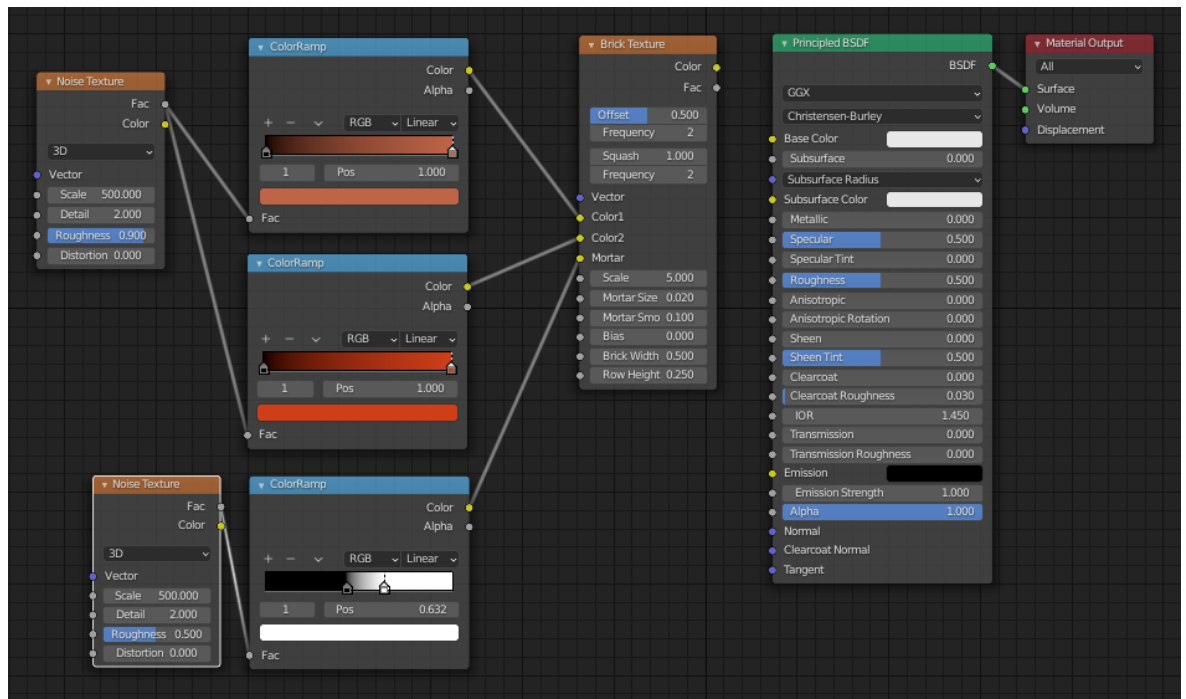 Noise Texture
Fac
Color
3D
Vector
Scale 500.000
Detail 2.000
Roughness 0.900
Distortion 0.000
ColorRamp
Color
Alpha
+ − RGB Linear
1 Pos 1.000
Fac
ColorRamp
Color
Alpha
+ − RGB Linear
1 Pos 1.000
Fac
Noise Texture
Fac
Color
3D
Vector
Scale 500.000
Detail 2.000
Roughness 0.500
Distortion 0.000
ColorRamp
Color
Alpha
+ − RGB Linear
1 Pos 0.632
Fac
Brick Texture
Color
Fac
Offset 0.500
Frequency 2
Squash 1.000
Frequency 2
Vector
Color1
Color2
Mortar
Scale 5.000
Mortar Size 0.020
Mortar Smo 0.100
Bias 0.000
Brick Width 0.500
Row Height 0.250
Principled BSDF
BSDF
GGX
Christensen-Burley
Base Color
Subsurface 0.000
Subsurface Radius
Subsurface Color
Metallic 0.000
Specular 0.500
Specular Tint 0.000
Roughness 0.500
Anisotropic 0.000
Anisotropic Rotation 0.000
Sheen 0.000
Sheen Tint 0.500
Clearcoat 0.000
Clearcoat Roughness 0.030
IOR 1.450
Transmission 0.000
Transmission Roughness 0.000
Emission
Emission Strength 1.000
Alpha 1.000
Normal
Clearcoat Normal
Tangent
Material Output
All
Surface
Volume
Displacement